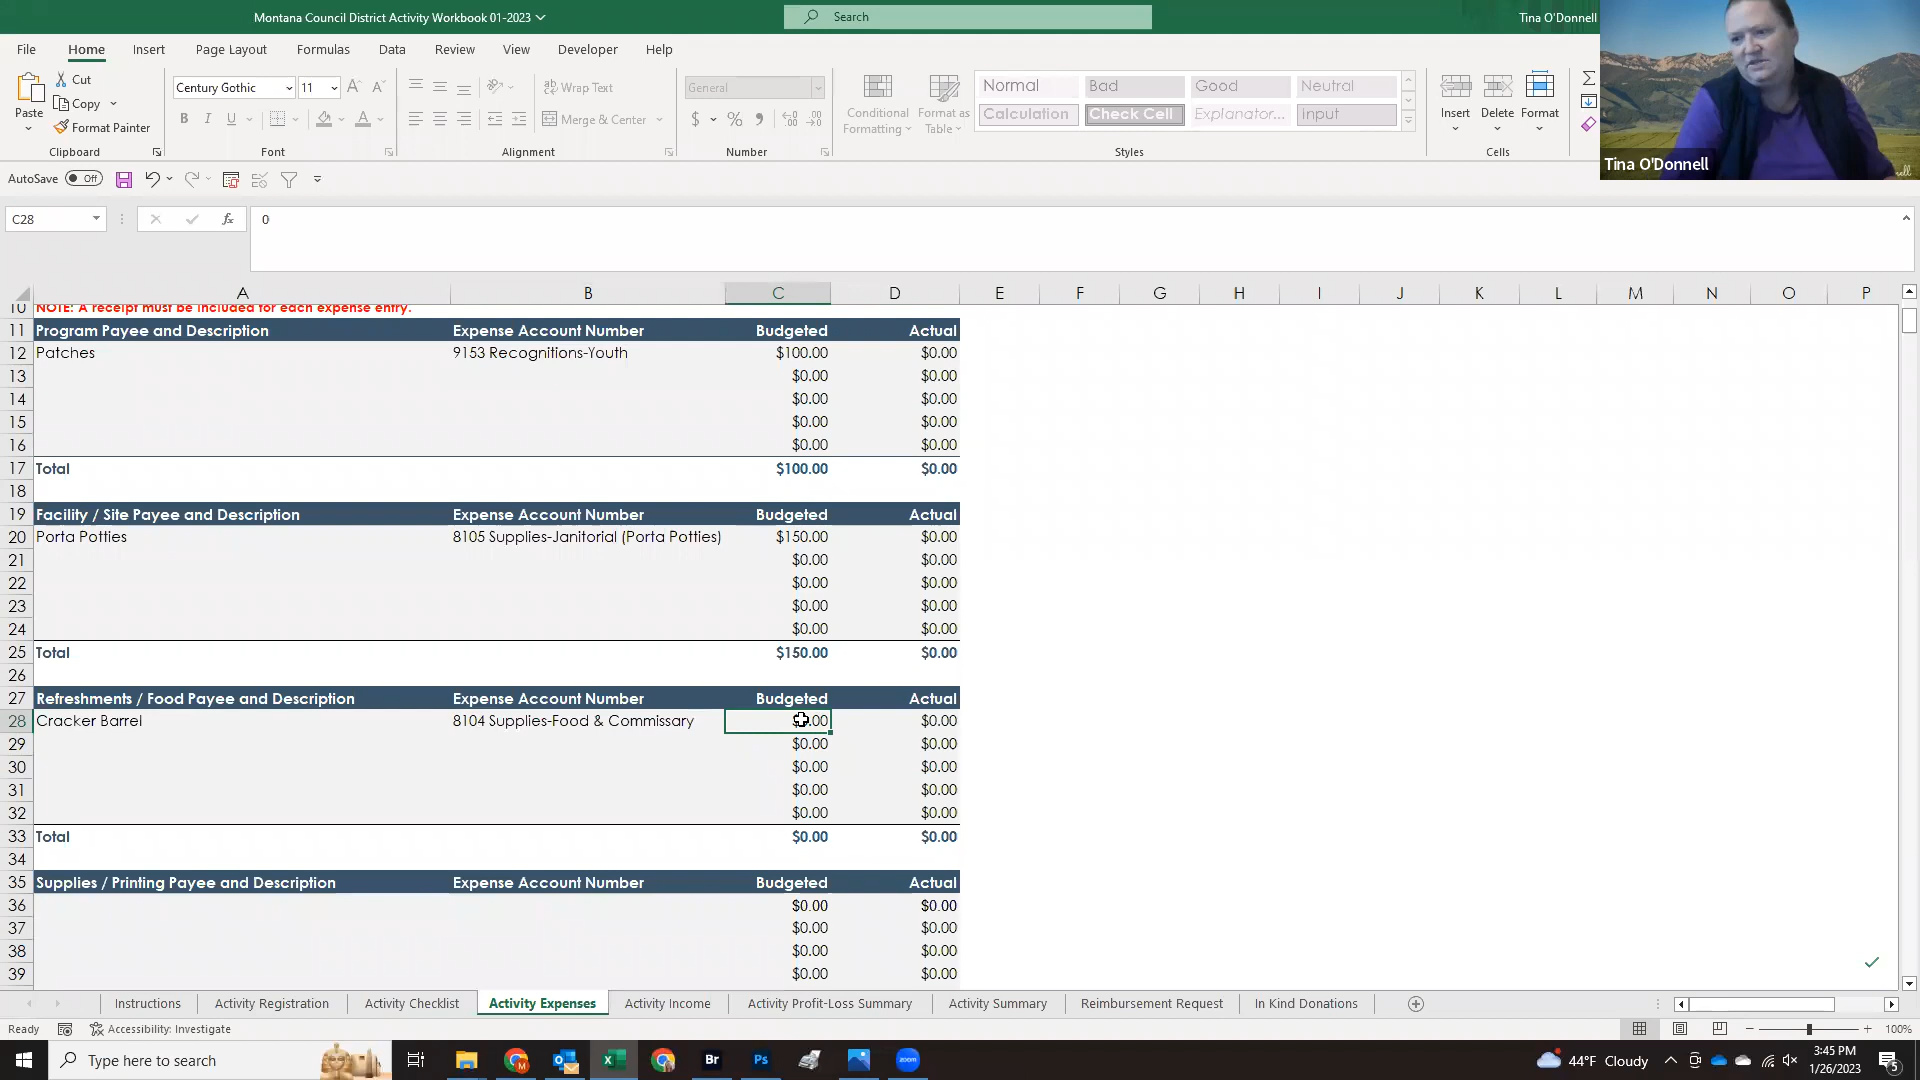 Montana Council District Activity Workbook 01-2023
Search
Tina O'Donnell
File Home Insert Page Layout Formulas Data Review View Developer Help
Paste
Cut
Copy
Format Painter
Century Gothic 11
Wrap Text
Merge & Center
General
Conditional Formatting
Format as Table
Normal Bad Good Neutral
Calculation Check Cell Explanator... Input
Insert Delete Format
Clipboard Font Alignment Number Styles Cells
Tina O'Donnell
AutoSave Off
C28 fx 0
A B C D E F G H I J K L M N O P
10 NOTE: A receipt must be included for each expense entry.
11 Program Payee and Description Expense Account Number Budgeted Actual
12 Patches 9153 Recognitions-Youth $100.00 $0.00
13 $0.00 $0.00
14 $0.00 $0.00
15 $0.00 $0.00
16 $0.00 $0.00
17 Total $100.00 $0.00
18
19 Facility / Site Payee and Description Expense Account Number Budgeted Actual
20 Porta Potties 8105 Supplies-Janitorial (Porta Potties) $150.00 $0.00
21 $0.00 $0.00
22 $0.00 $0.00
23 $0.00 $0.00
24 $0.00 $0.00
25 Total $150.00 $0.00
26
27 Refreshments / Food Payee and Description Expense Account Number Budgeted Actual
28 Cracker Barrel 8104 Supplies-Food & Commissary $0.00
29 $0.00 $0.00
30 $0.00 $0.00
31 $0.00 $0.00
32 $0.00 $0.00
33 Total $0.00 $0.00
34
35 Supplies / Printing Payee and Description Expense Account Number Budgeted Actual
36 $0.00 $0.00
37 $0.00 $0.00
38 $0.00 $0.00
39 $0.00 $0.00
Instructions Activity Registration Activity Checklist Activity Expenses Activity Income Activity Profit-Loss Summary Activity Summary Reimbursement Request In Kind Donations
Ready Accessibility: Investigate 100%
Type here to search Br Ps zoom 44°F Cloudy 3:45 PM
1/26/2023 5